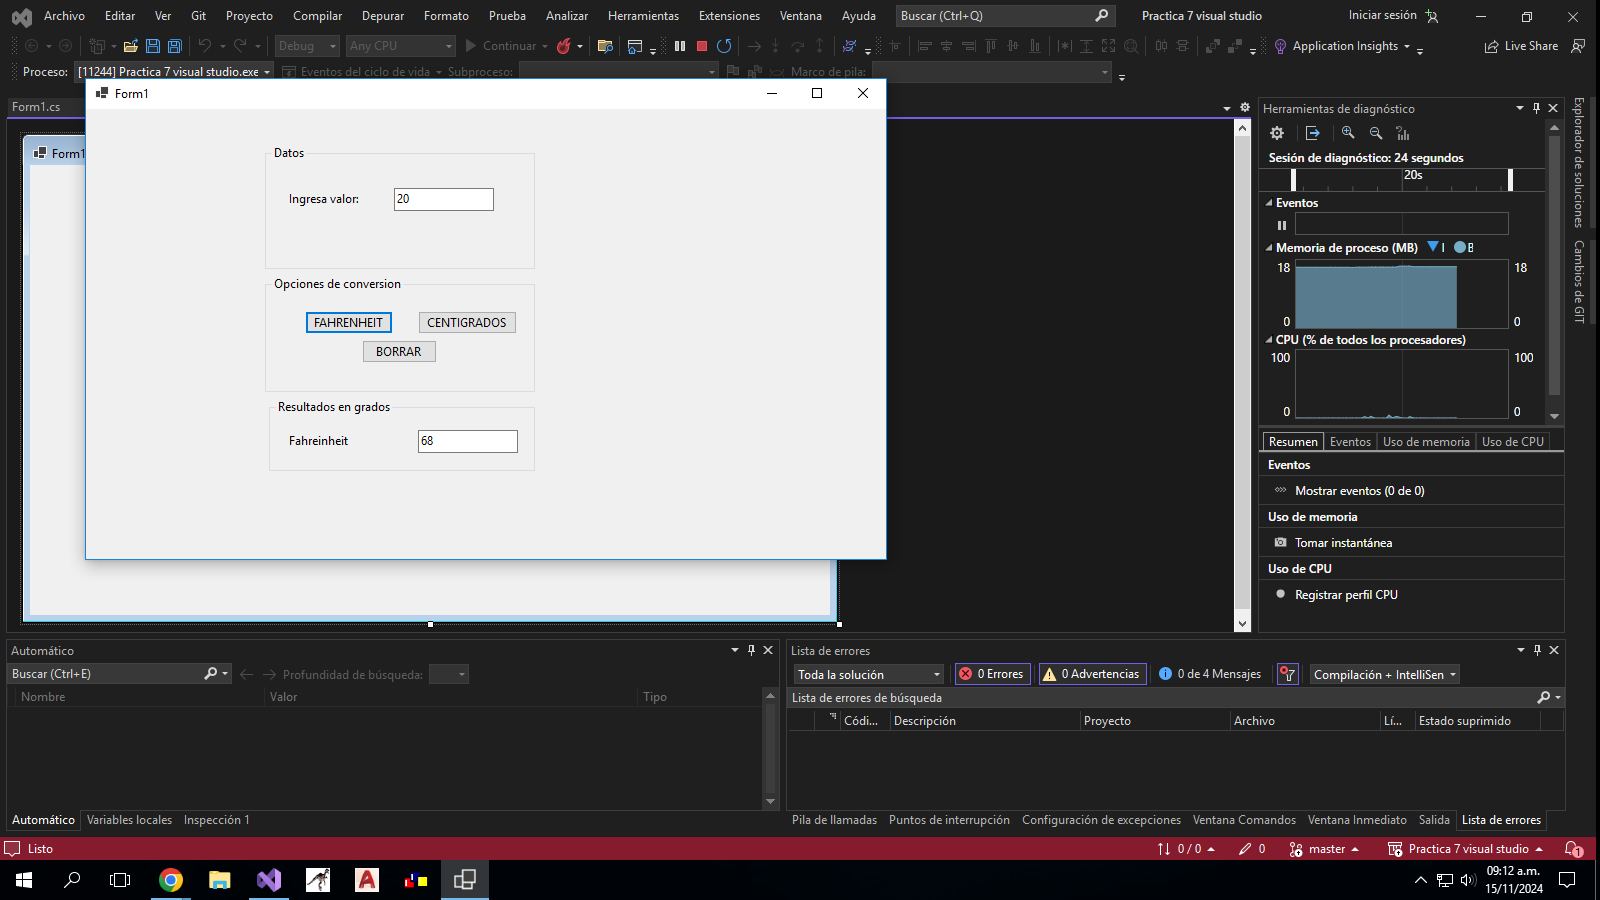 Archivo Editar Ver Git Proyecto Compilar Depurar Formato Prueba Analizar Herramientas Extensiones Ventana Ayuda Buscar (Ctrl+Q) Practica 7 visual studio Iniciar sesión
Debug Any CPU Continuar Application Insights Live Share
Proceso: [11244] Practica 7 visual studio.exe Eventos del ciclo de vida Subproceso: Marco de pila:
Form1.cs
Form1
Form1
Datos
Ingresa valor: 20
Opciones de conversion
FAHRENHEIT CENTIGRADOS
BORRAR
Resultados en grados
Fahreinheit 68
Herramientas de diagnóstico
Sesión de diagnóstico: 24 segundos
20s
Eventos
Memoria de proceso (MB) I B
18 18
0 0
CPU (% de todos los procesadores)
100 100
0 0
Resumen Eventos Uso de memoria Uso de CPU
Eventos
Mostrar eventos (0 de 0)
Uso de memoria
Tomar instantánea
Uso de CPU
Registrar perfil CPU
Explorador de soluciones
Cambios de GIT
Automático
Buscar (Ctrl+E) Profundidad de búsqueda:
Nombre Valor Tipo
Automático Variables locales Inspección 1
Lista de errores
Toda la solución 0 Errores 0 Advertencias 0 de 4 Mensajes Compilación + IntelliSen
Lista de errores de búsqueda
Códi... Descripción Proyecto Archivo Lí... Estado suprimido
Pila de llamadas Puntos de interrupción Configuración de excepciones Ventana Comandos Ventana Inmediato Salida Lista de errores
Listo 0 / 0 0 master Practica 7 visual studio 1
09:12 a.m.
15/11/2024